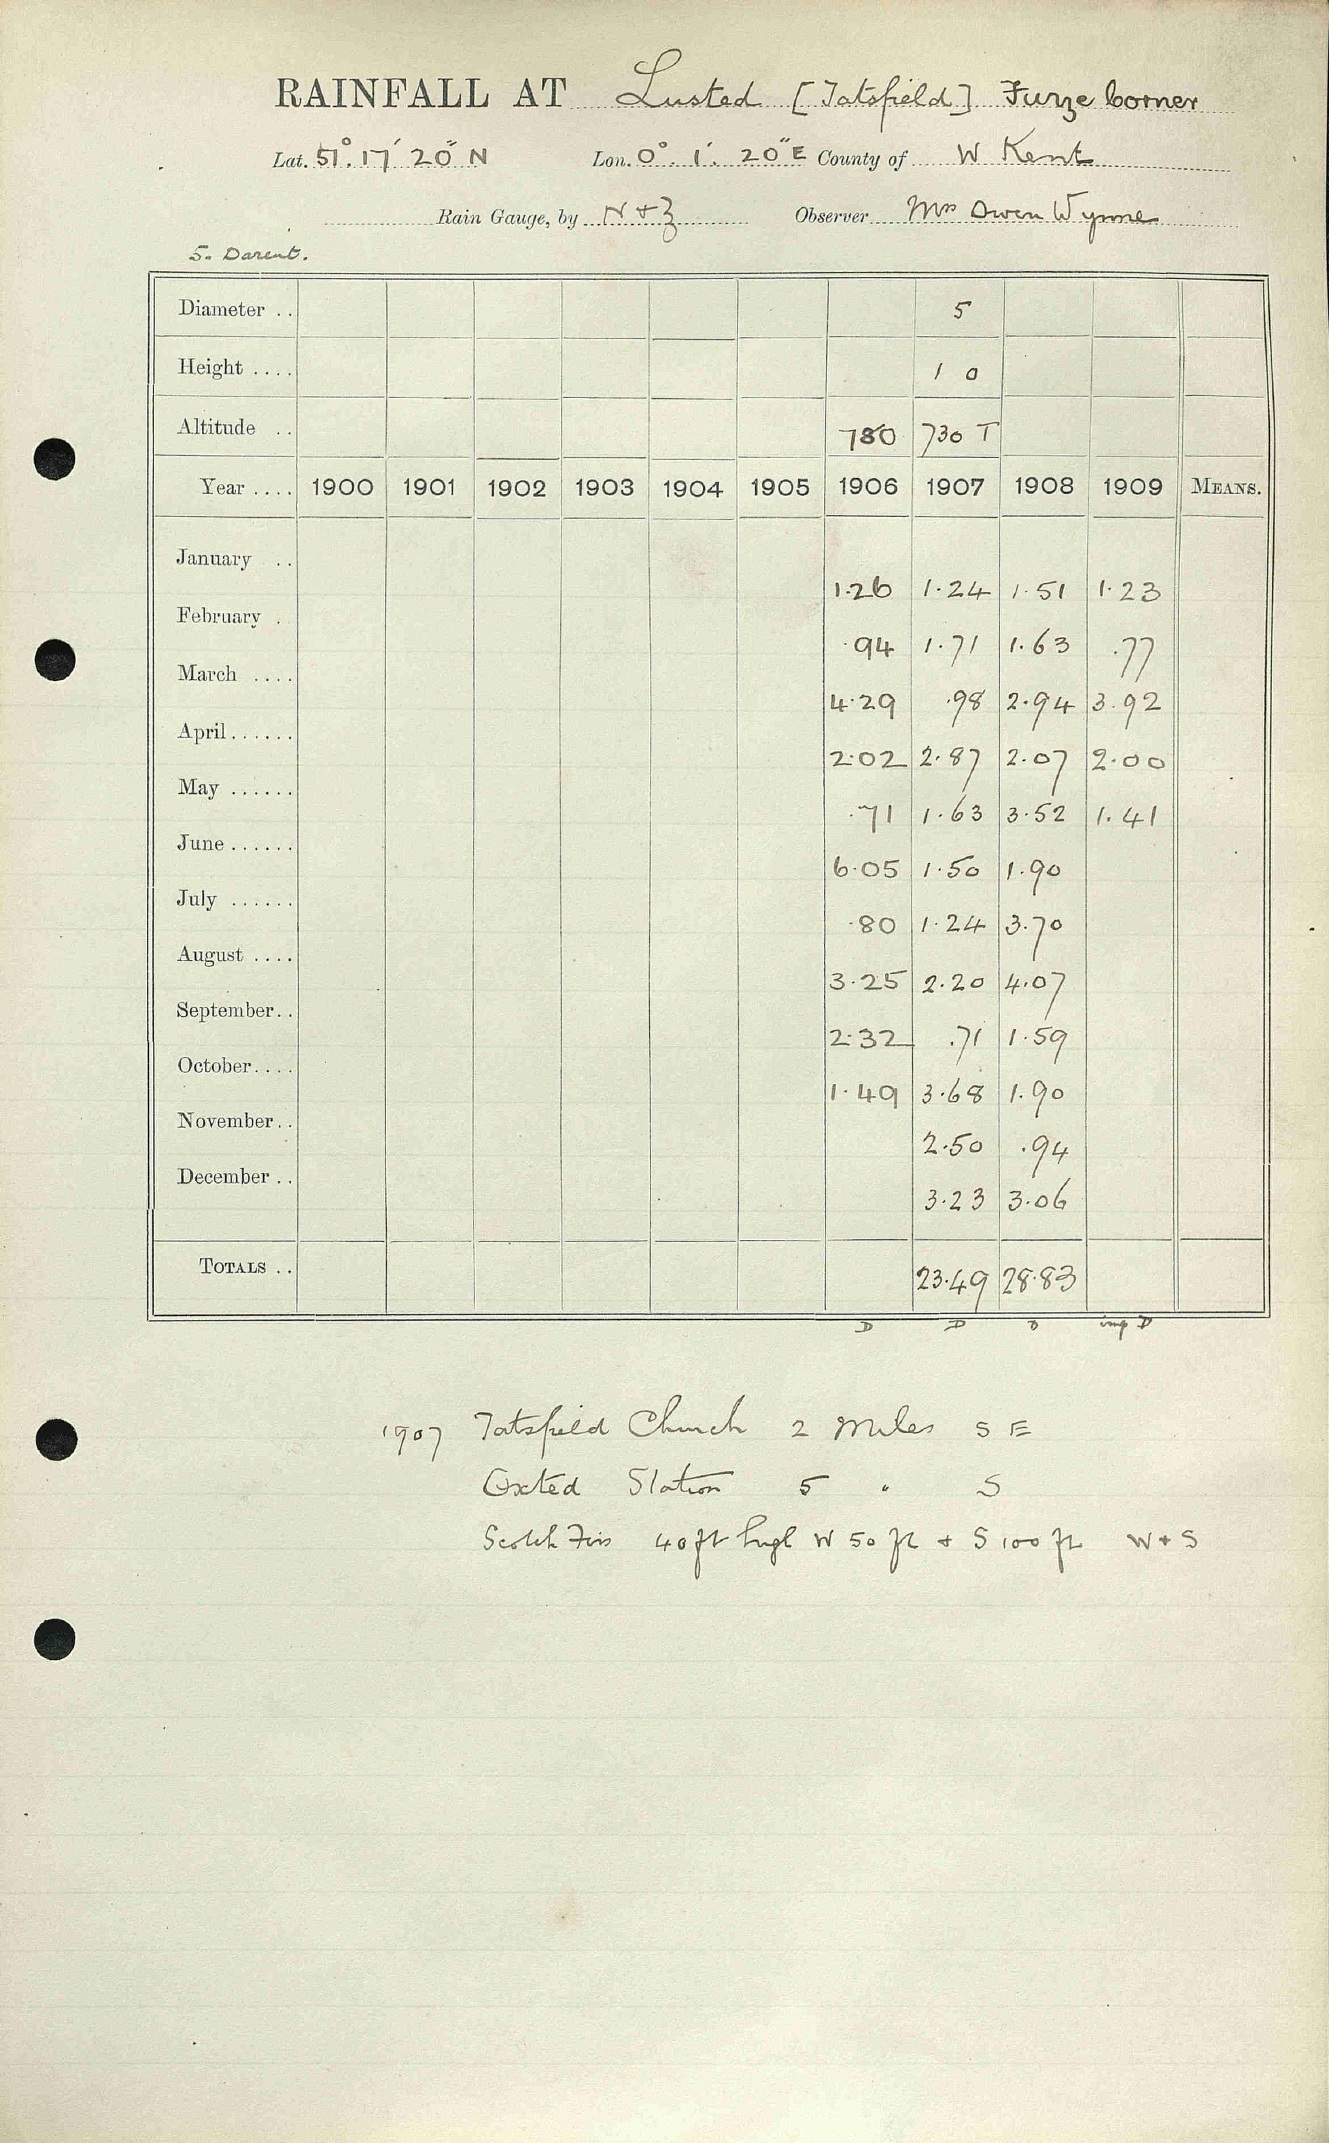 RAINFALL AT Lusted [Tatsfield] Furze Corner
Lat. 51° 17' 20" N Lon. 0° 1' 20" E County of W Kent
Rain Gauge, by N + Z Observer Mrs Owen Wynne
5. Darent.
Diameter .. 5
Height .... 1 0
Altitude .. 780 730 T
Year .... 1900 1901 1902 1903 1904 1905 1906 1907 1908 1909 MEANS.
January .. 1.26 1.24 1.51 1.23
February . .94 1.71 1.63 .77
March .... 4.29 .98 2.94 3.92
April...... 2.02 2.87 2.07 2.00
May ...... .71 1.63 3.52 1.41
June...... 6.05 1.50 1.90
July ...... .80 1.24 3.70
August .... 3.25 2.20 4.07
September.. 2.32 .71 1.59
October.... 1.49 3.68 1.90
November.. 2.50 .94
December .. 3.23 3.06
TOTALS .. 23.49 28.83
D D D imp D
1907 Tatsfield Church 2 Miles S E
Oxted Station 5 " S
Scotch Firs 40 ft high W 50 ft + S 100 ft W + S